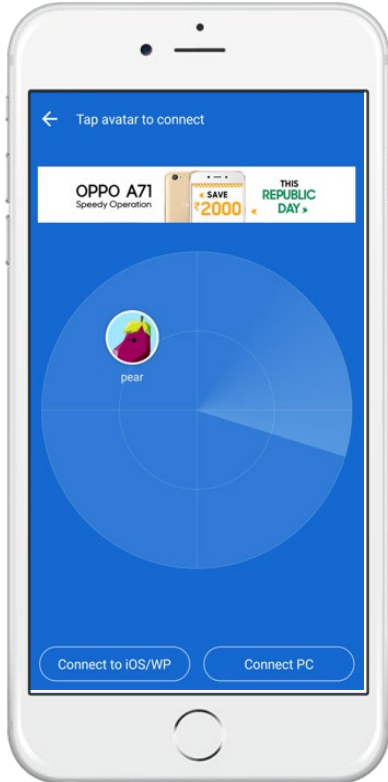 Tap avatar to connect
OPPO A71
Speedy Operation
SAVE
₹2000
THIS
REPUBLIC
DAY
pear
Connect to iOS/WP
Connect PC